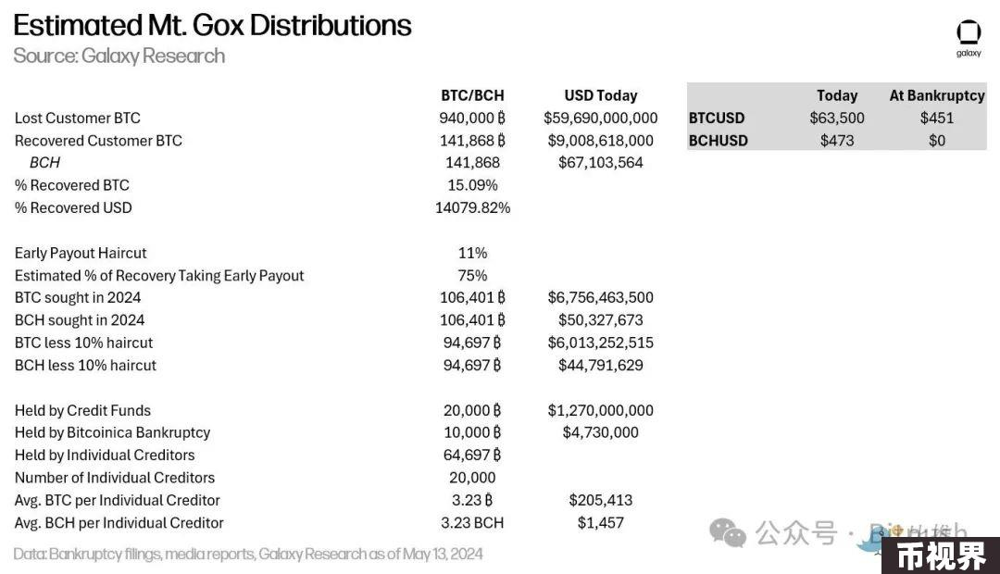 Estimated Mt. Gox Distributions
Source: Galaxy Research
galaxy
BTC/BCH USD Today
Lost Customer BTC 940,000 ₿ $59,690,000,000
Recovered Customer BTC 141,868 ₿ $9,008,618,000
BCH 141,868 $67,103,564
% Recovered BTC 15.09%
% Recovered USD 14079.82%
Today At Bankruptcy
BTCUSD $63,500 $451
BCHUSD $473 $0
Early Payout Haircut 11%
Estimated % of Recovery Taking Early Payout 75%
BTC sought in 2024 106,401 ₿ $6,756,463,500
BCH sought in 2024 106,401 ₿ $50,327,673
BTC less 10% haircut 94,697 ₿ $6,013,252,515
BCH less 10% haircut 94,697 ₿ $44,791,629
Held by Credit Funds 20,000 ₿ $1,270,000,000
Held by Bitcoinica Bankruptcy 10,000 ₿ $4,730,000
Held by Individual Creditors 64,697 ₿
Number of Individual Creditors 20,000
Avg. BTC per Individual Creditor 3.23 ₿ $205,413
Avg. BCH per Individual Creditor 3.23 BCH $1,457
Data: Bankruptcy filings, media reports, Galaxy Research as of May 13, 2024
公众号 ·
币视界